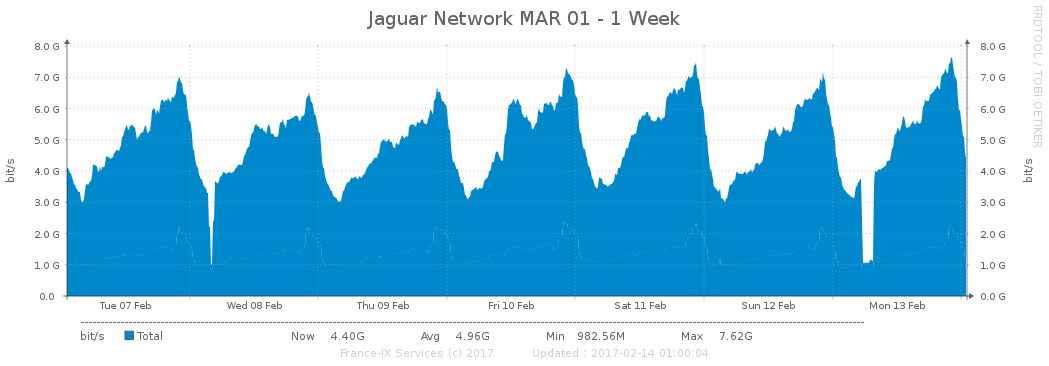 Jaguar Network MAR 01 - 1 Week
RRDTOOL / TOBI OETIKER
bit/s
bit/s
8.0 G 8.0 G
7.0 G 7.0 G
6.0 G 6.0 G
5.0 G 5.0 G
4.0 G 4.0 G
3.0 G 3.0 G
2.0 G 2.0 G
1.0 G 1.0 G
0.0 0.0 G
Tue 07 Feb Wed 08 Feb Thu 09 Feb Fri 10 Feb Sat 11 Feb Sun 12 Feb Mon 13 Feb
bit/s Total Now 4.40G Avg 4.96G Min 982.56M Max 7.62G
France-IX Services (c) 2017 Updated : 2017-02-14 01:00:04